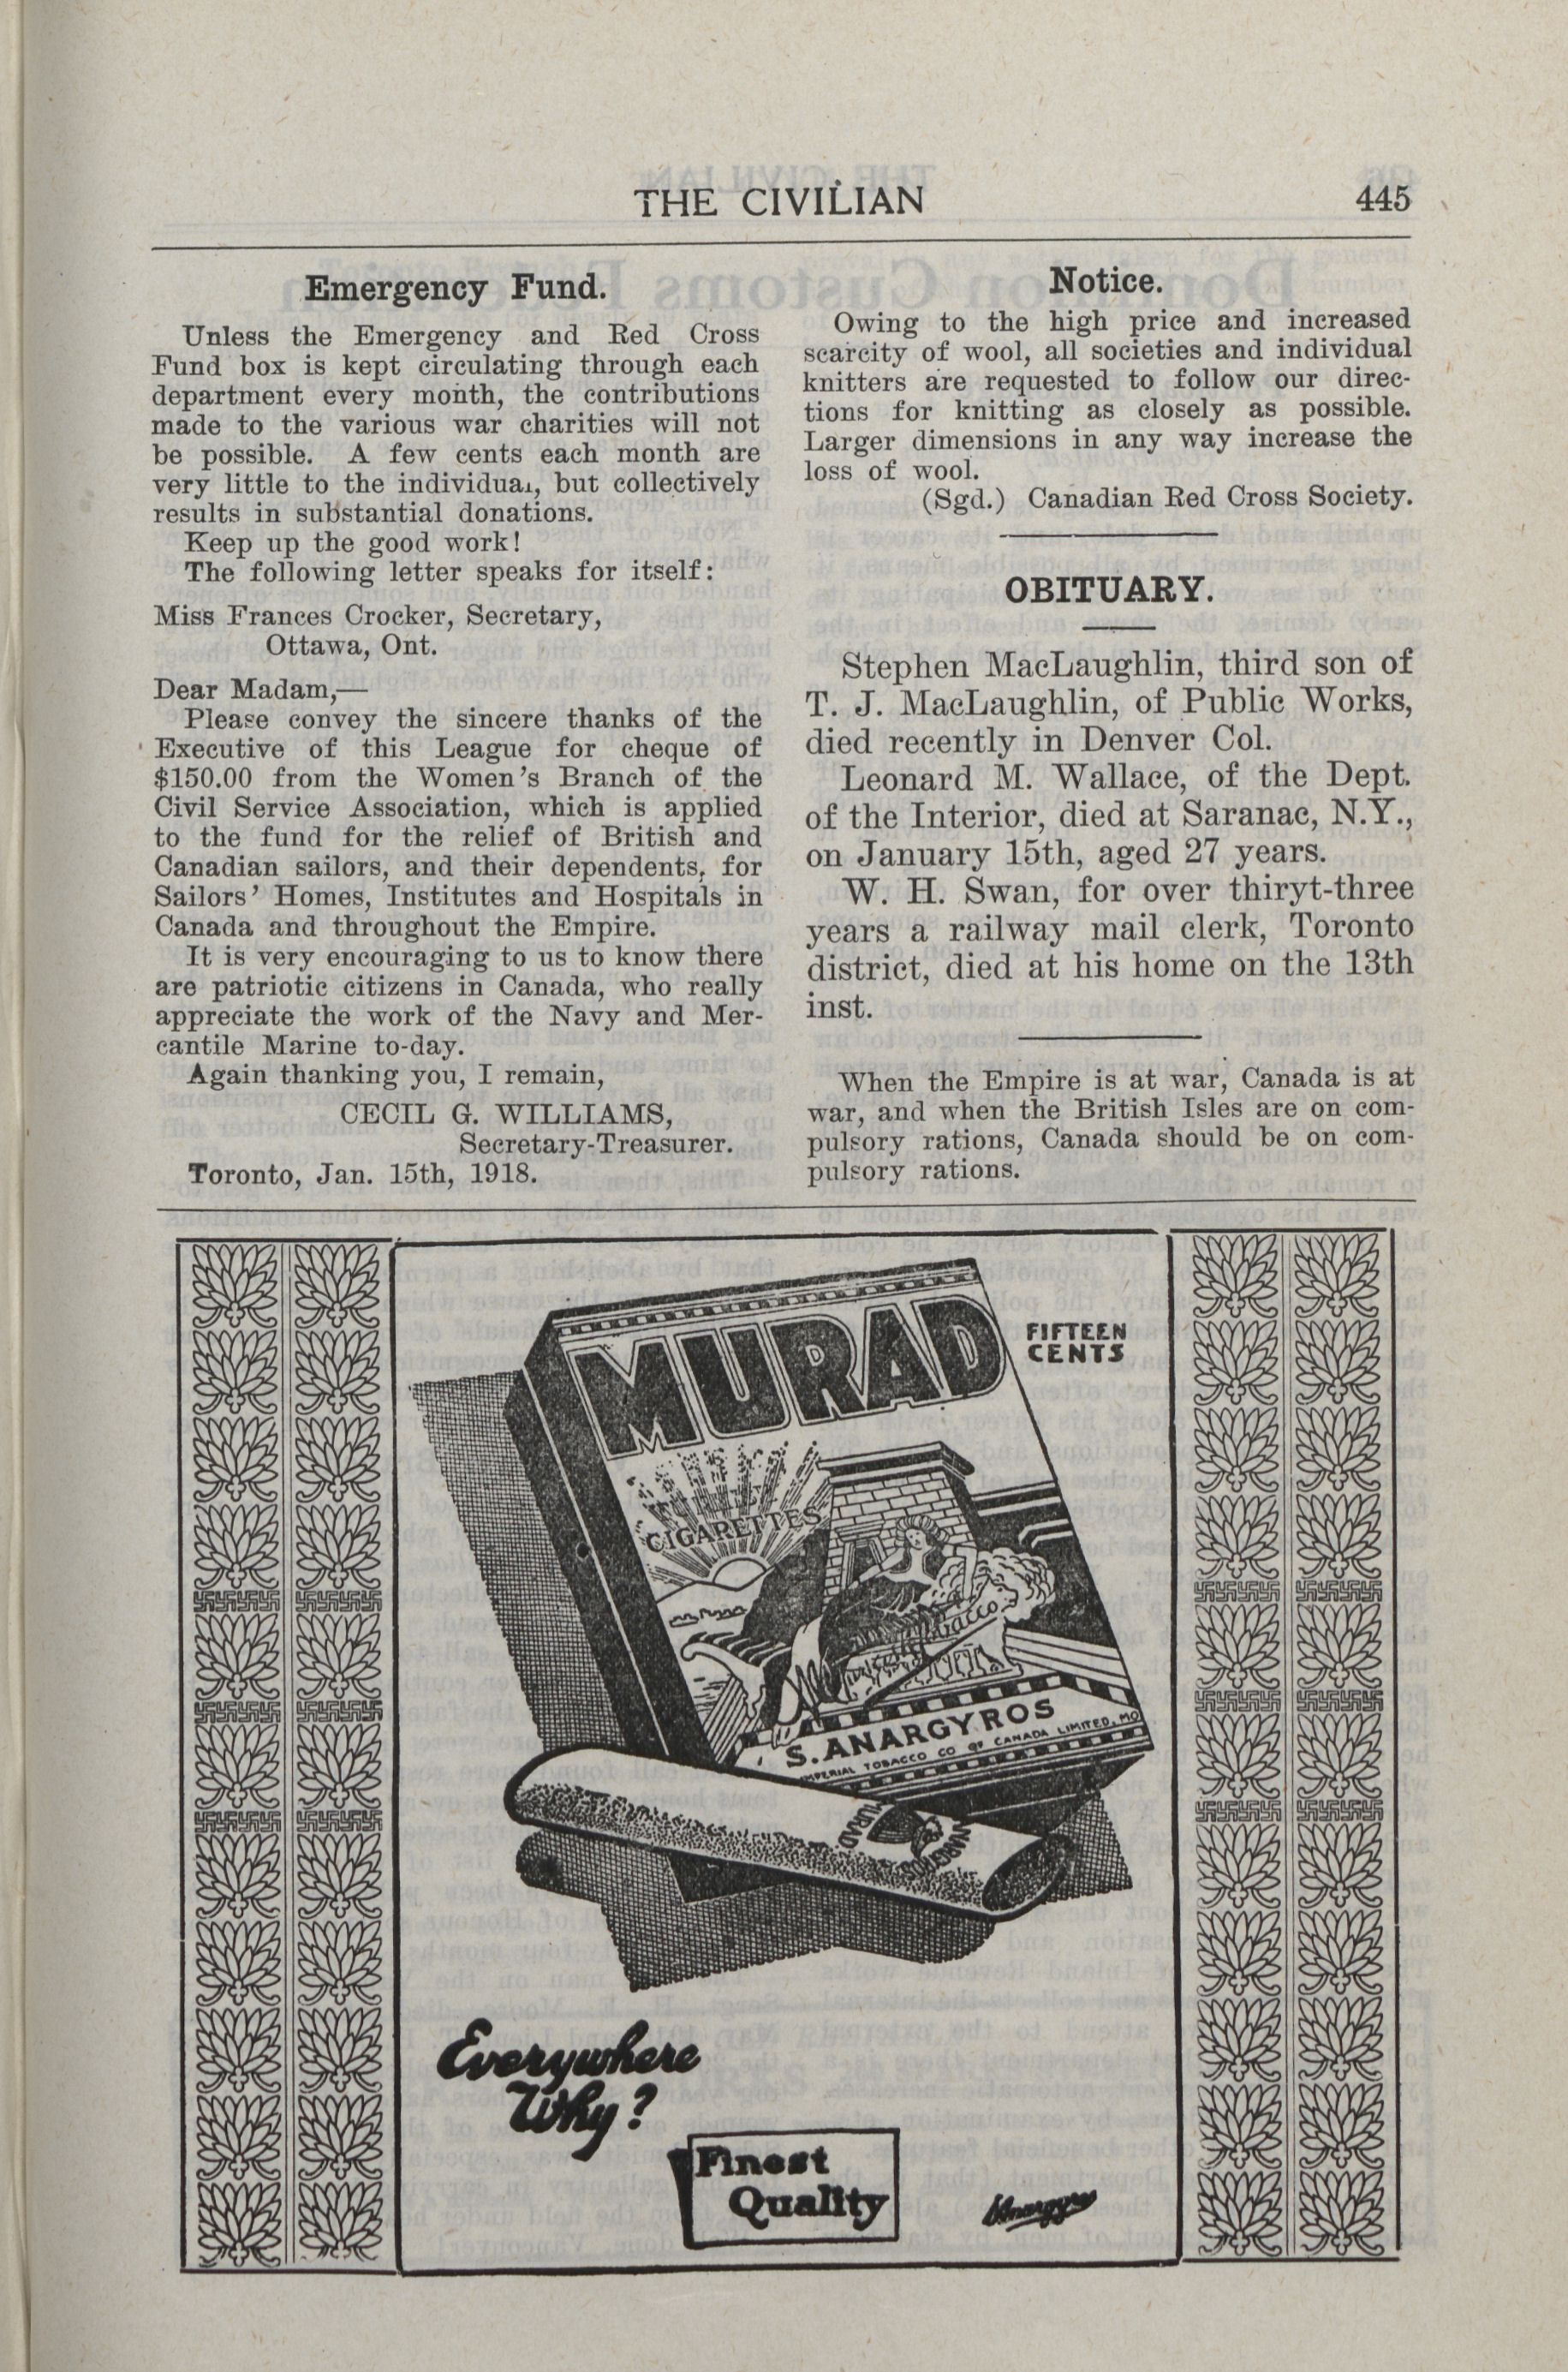 THE CIVILIAN
445
Emergency Fund.
Unless the Emergency and Red Cross
Fund box is kept circulating through each
department every month, the contributions
made to the various war charities will not
be possible. A few cents each month are
very little to the individual, but collectively
results in substantial donations.
Keep up the good work!
The following letter speaks for itself:
Miss Frances Crocker, Secretary,
Ottawa, Ont.
Dear Madam,—
Please convey the sincere thanks of the
Executive of this League for cheque of
$150.00 from the Women's Branch of the
Civil Service Association, which is applied
to the fund for the relief of British and
Canadian sailors, and their dependents, for
Sailors' Homes, Institutes and Hospitals in
Canada and throughout the Empire.
It is very encouraging to us to know there
are patriotic citizens in Canada, who really
appreciate the work of the Navy and Mer-
cantile Marine to-day.
Again thanking you, I remain,
CECIL G. WILLIAMS,
Secretary-Treasurer.
Toronto, Jan. 15th, 1918.
Notice.
Owing to the high price and increased
scarcity of wool, all societies and individual
knitters are requested to follow our direc-
tions for knitting as closely as possible.
Larger dimensions in any way increase the
loss of wool.
(Sgd.) Canadian Red Cross Society.
OBITUARY.
Stephen MacLaughlin, third son of
T. J. MacLaughlin, of Public Works,
died recently in Denver Col.
Leonard M. Wallace, of the Dept.
of the Interior, died at Saranac, N.Y.,
on January 15th, aged 27 years.
W. H. Swan, for over thiryt-three
years a railway mail clerk, Toronto
district, died at his home on the 13th
inst.
When the Empire is at war, Canada is at
war, and when the British Isles are on com-
pulsory rations, Canada should be on com-
pulsory rations.
MURAD
FIFTEEN
CENTS
CIGARETTES
S. ANARGYROS
IMPERIAL TOBACCO CO OF CANADA LIMITED, MO
MURAD
ANARGYROS
Everywhere
Why?
Finest
Quality